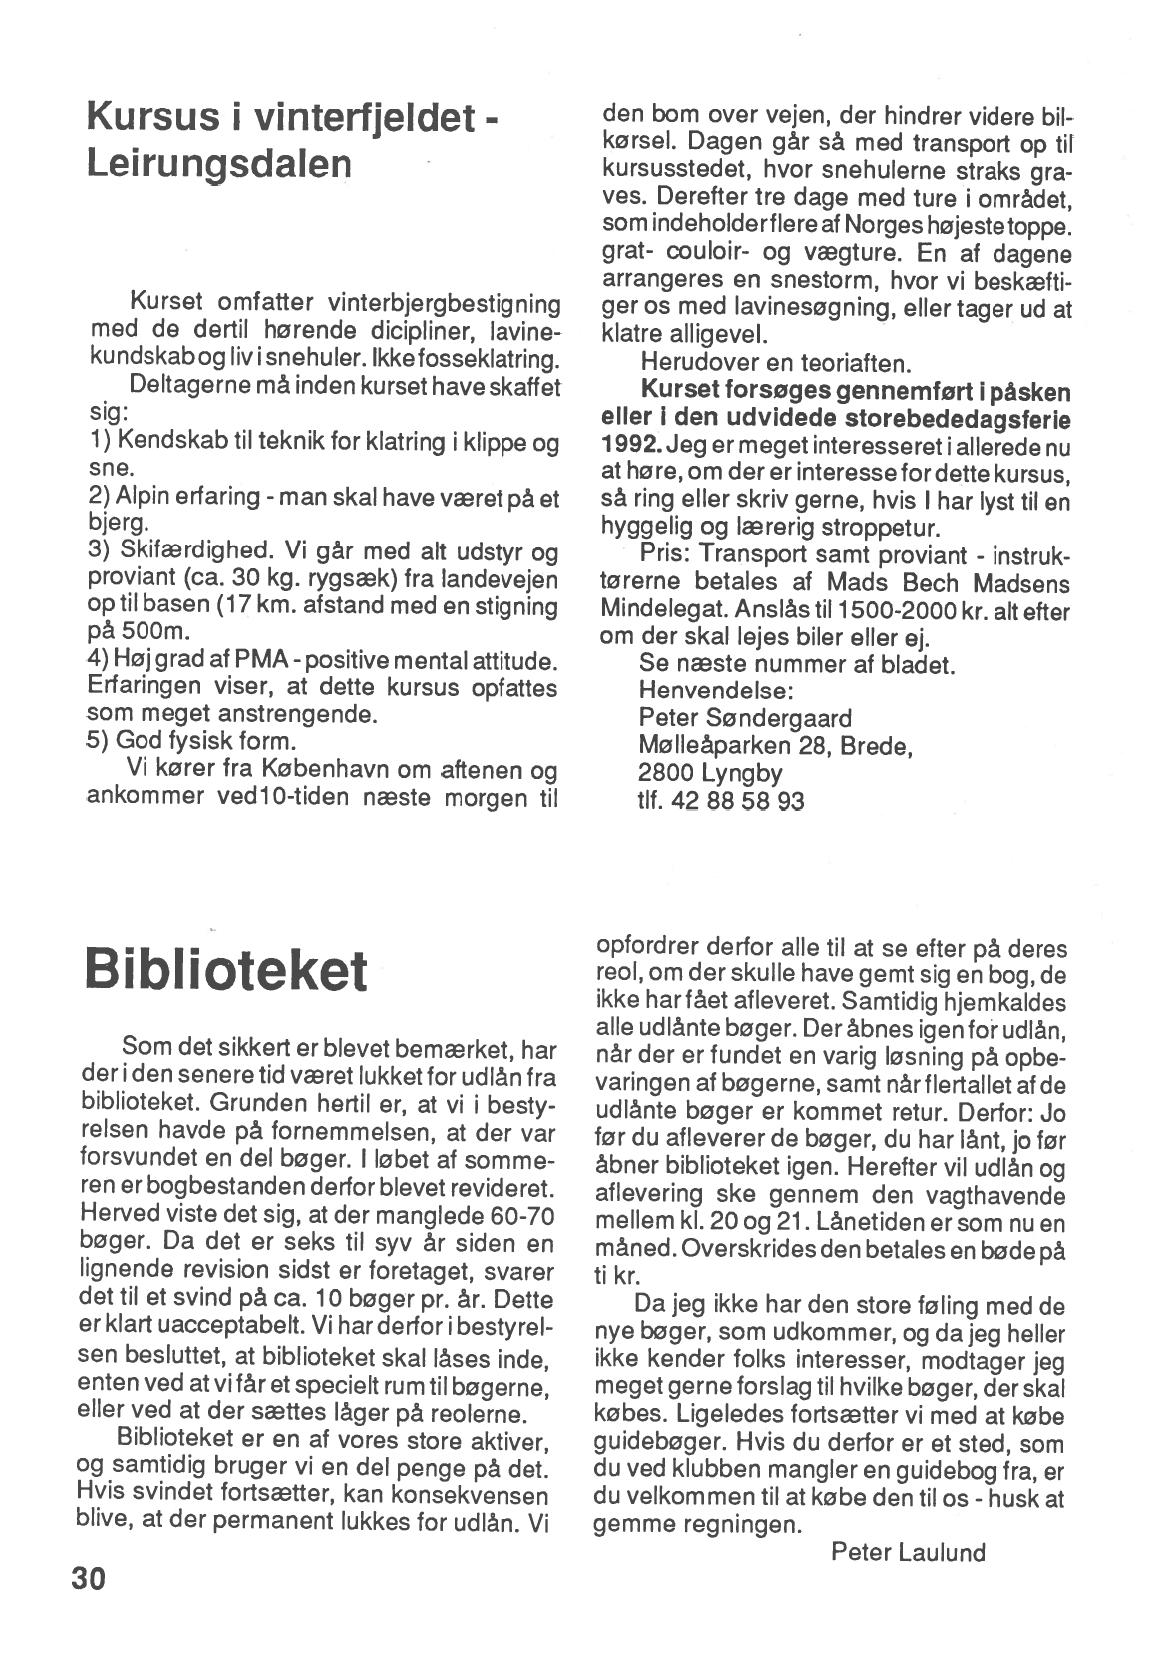 Kursus i vinterfjeldet -
Leirungsdalen
Kurset omfatter vinterbjergbestigning
med de dertil hørende dicipliner, lavine-
kundskab og liv i snehuler. Ikke fosseklatring.
Deltagerne må inden kurset have skaffet
sig:
1) Kendskab til teknik for klatring i klippe og
sne.
2) Alpin erfaring - man skal have været på et
bjerg.
3) Skifærdighed. Vi går med alt udstyr og
proviant (ca. 30 kg. rygsæk) fra landevejen
op til basen (17 km. afstand med en stigning
på 500m.
4) Høj grad af PMA - positive mental attitude.
Erfaringen viser, at dette kursus opfattes
som meget anstrengende.
5) God fysisk form.
Vi kører fra København om aftenen og
ankommer ved10-tiden næste morgen til
den bom over vejen, der hindrer videre bil-
kørsel. Dagen går så med transport op til
kursusstedet, hvor snehulerne straks gra-
ves. Derefter tre dage med ture i området,
som indeholder flere af Norges højeste toppe.
grat- couloir- og vægture. En af dagene
arrangeres en snestorm, hvor vi beskæfti-
ger os med lavinesøgning, eller tager ud at
klatre alligevel.
Herudover en teoriaften.
Kurset forsøges gennemført i påsken
eller i den udvidede storebededagsferie
1992. Jeg er meget interesseret i allerede nu
at høre, om der er interesse for dette kursus,
så ring eller skriv gerne, hvis I har lyst til en
hyggelig og lærerig stroppetur.
Pris: Transport samt proviant - instruk-
tørerne betales af Mads Bech Madsens
Mindelegat. Anslås til 1500-2000 kr. alt efter
om der skal lejes biler eller ej.
Se næste nummer af bladet.
Henvendelse:
Peter Søndergaard
Mølleåparken 28, Brede,
2800 Lyngby
tlf. 42 88 58 93
Biblioteket
Som det sikkert er blevet bemærket, har
der i den senere tid været lukket for udlån fra
biblioteket. Grunden hertil er, at vi i besty-
relsen havde på fornemmelsen, at der var
forsvundet en del bøger. I løbet af somme-
ren er bogbestanden derfor blevet revideret.
Herved viste det sig, at der manglede 60-70
bøger. Da det er seks til syv år siden en
lignende revision sidst er foretaget, svarer
det til et svind på ca. 10 bøger pr. år. Dette
er klart uacceptabelt. Vi har derfor i bestyrel-
sen besluttet, at biblioteket skal låses inde,
enten ved at vi får et specielt rum til bøgerne,
eller ved at der sættes låger på reolerne.
Biblioteket er en af vores store aktiver,
og samtidig bruger vi en del penge på det.
Hvis svindet fortsætter, kan konsekvensen
blive, at der permanent lukkes for udlån. Vi
opfordrer derfor alle til at se efter på deres
reol, om der skulle have gemt sig en bog, de
ikke har fået afleveret. Samtidig hjemkaldes
alle udlånte bøger. Der åbnes igen for udlån,
når der er fundet en varig løsning på opbe-
varingen af bøgerne, samt når flertallet af de
udlånte bøger er kommet retur. Derfor: Jo
før du afleverer de bøger, du har lånt, jo før
åbner biblioteket igen. Herefter vil udlån og
aflevering ske gennem den vagthavende
mellem kl. 20 og 21. Lånetiden er som nu en
måned. Overskrides den betales en bøde på
ti kr.
Da jeg ikke har den store føling med de
nye bøger, som udkommer, og da jeg heller
ikke kender folks interesser, modtager jeg
meget gerne forslag til hvilke bøger, der skal
købes. Ligeledes fortsætter vi med at købe
guidebøger. Hvis du derfor er et sted, som
du ved klubben mangler en guidebog fra, er
du velkommen til at købe den til os - husk at
gemme regningen.
Peter Laulund
30